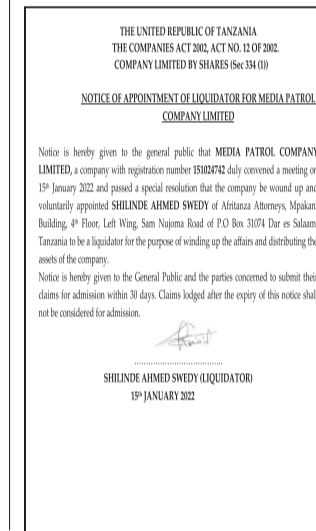 THE UNITED REPUBLIC OF TANZANIA
THE COMPANIES ACT 2002, ACT NO. 12 OF 2002.
COMPANY LIMITED BY SHARES (Sec 334 (1))
NOTICE OF APPOINTMENT OF LIQUIDATOR FOR MEDIA PATROL
COMPANY LIMITED
Notice is hereby given to the general public that MEDIA PATROL COMPANY
LIMITED, a company with registration number 151024742 duly convened a meeting on
15th January 2022 and passed a special resolution that the company be wound up and
voluntarily appointed SHILINDE AHMED SWEDY of Afritanza Attorneys, Mpakan
Building, 4th Floor, Left Wing, Sam Nujoma Road of P.O Box 31074 Dar es Salaam
Tanzania to be a liquidator for the purpose of winding up the affairs and distributing the
assets of the company.
Notice is hereby given to the General Public and the parties concerned to submit their
claims for admission within 30 days. Claims lodged after the expiry of this notice shal
not be considered for admission.
SHILINDE AHMED SWEDY (LIQUIDATOR)
15th JANUARY 2022